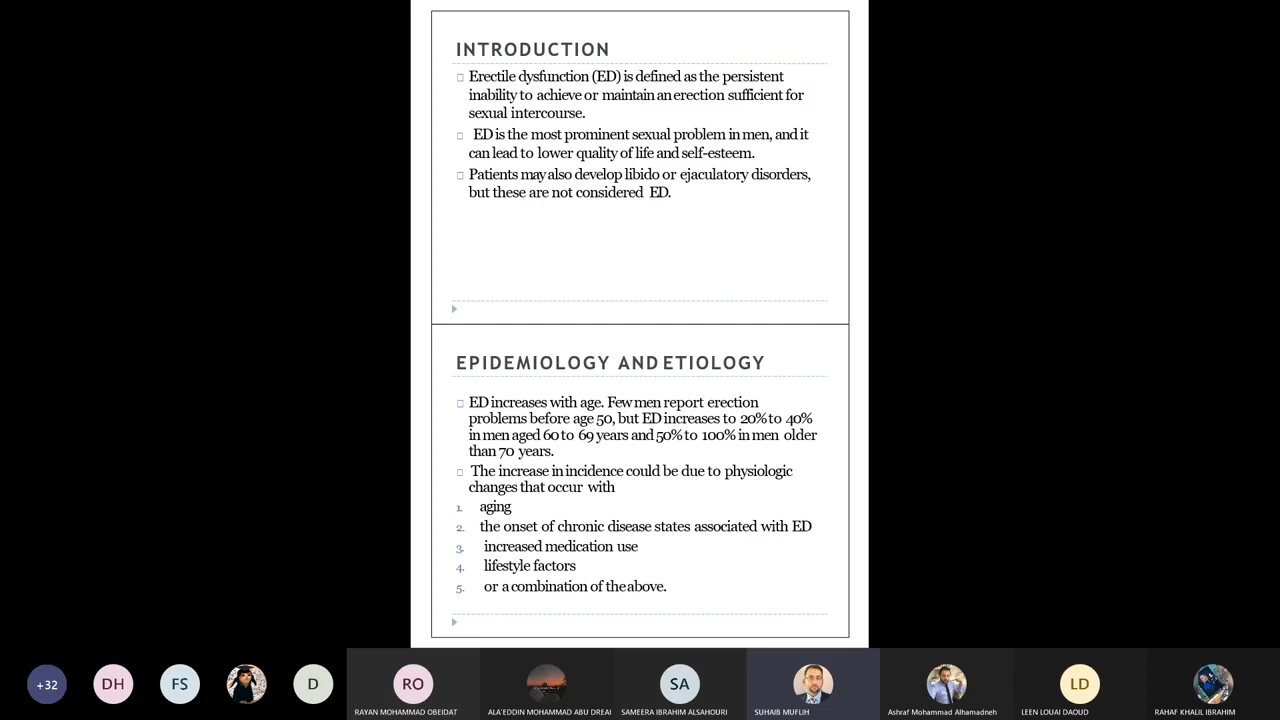 INTRODUCTION
Erectile dysfunction (ED) is defined as the persistent
inability to achieve or maintain an erection sufficient for
sexual intercourse.
ED is the most prominent sexual problem in men, and it
can lead to lower quality of life and self-esteem.
Patients may also develop libido or ejaculatory disorders,
but these are not considered ED.
EPIDEMIOLOGY AND ETIOLOGY
ED increases with age. Few men report erection
problems before age 50, but ED increases to 20% to 40%
in men aged 60 to 69 years and 50% to 100% in men older
than 70 years.
The increase in incidence could be due to physiologic
changes that occur with
1. aging
2. the onset of chronic disease states associated with ED
3. increased medication use
4. lifestyle factors
5. or a combination of the above.
+32
DH
FS
D
RO
SA
LD
RAYAN MOHAMMAD OBEIDAT
ALA'EDDIN MOHAMMAD ABU DREAI
SAMEERA IBRAHIM ALSAHOURI
SUHAIB MUFLIH
Ashraf Mohammad Alhamadneh
LEEN LOUAI DAOUD
RAHAF KHALIL IBRAHIM